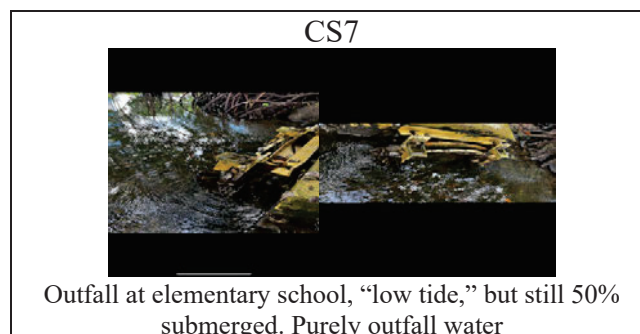 CS7
Outfall at elementary school, “low tide,” but still 50%
submerged. Purely outfall water